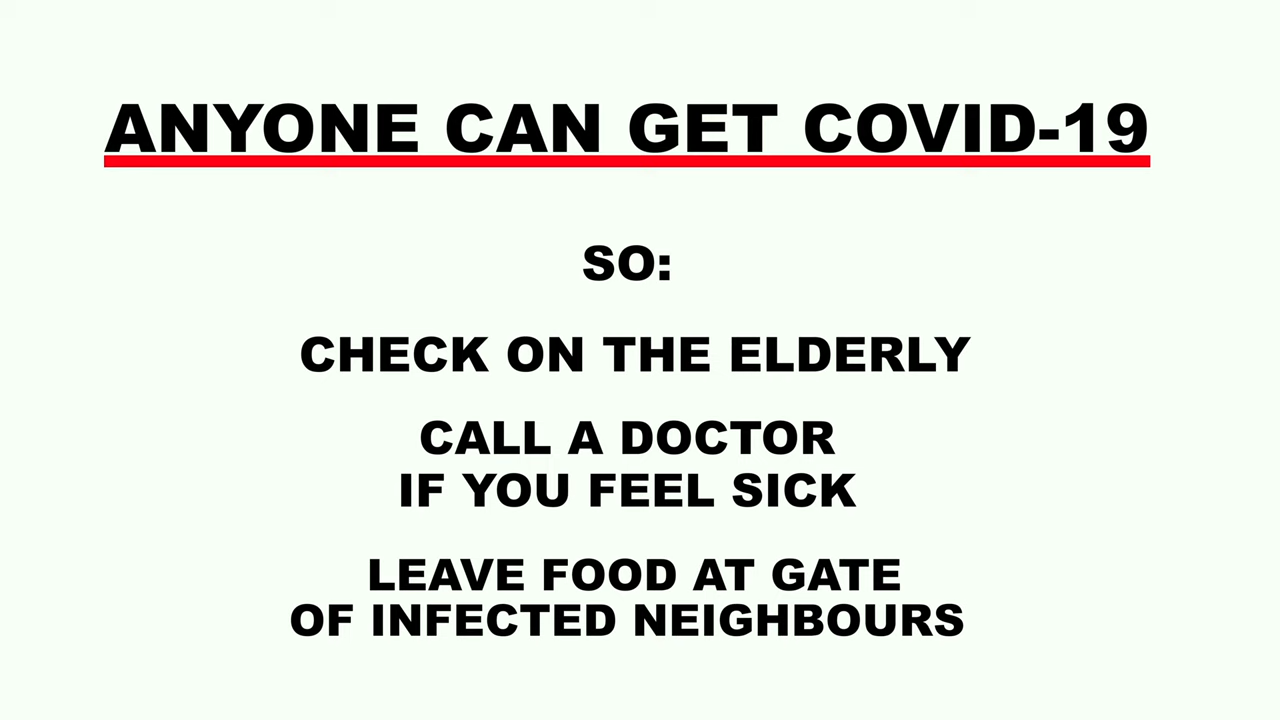 ANYONE CAN GET COVID-19
SO:
CHECK ON THE ELDERLY
CALL A DOCTOR
IF YOU FEEL SICK
LEAVE FOOD AT GATE
OF INFECTED NEIGHBOURS